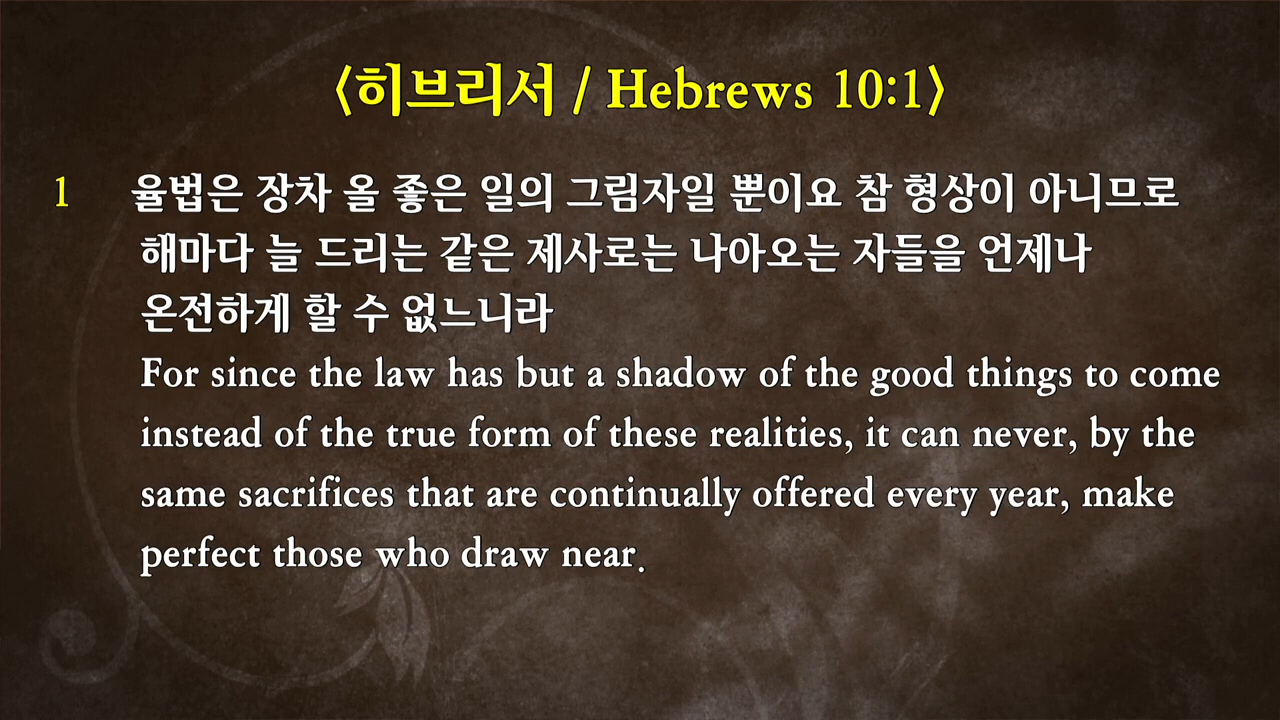 <히브리서 / Hebrews 10:1>
1 율법은 장차 올 좋은 일의 그림자일 뿐이요 참 형상이 아니므로
해마다 늘 드리는 같은 제사로는 나아오는 자들을 언제나
온전하게 할 수 없느니라
For since the law has but a shadow of the good things to come
instead of the true form of these realities, it can never, by the
same sacrifices that are continually offered every year, make
perfect those who draw near.